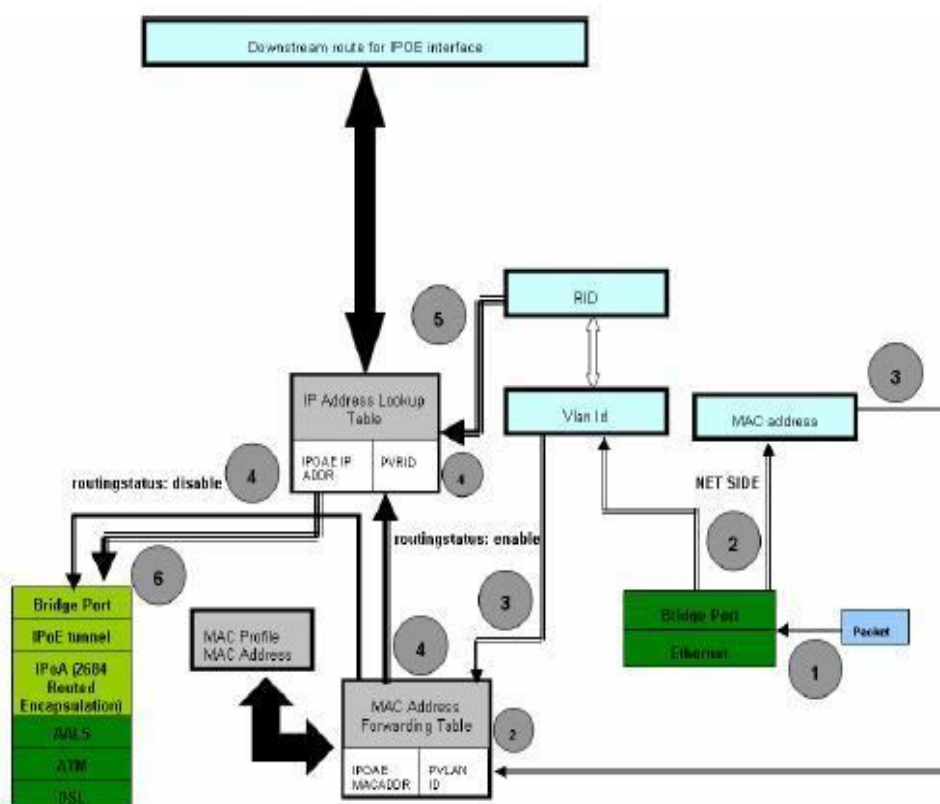 Downstream route for IPOE interface
RID
5
3
IP Address Lookup
Table
Vlan Id
MAC address
IPOAE IP
ADDR
PVRID
4
4
routingstatus: disable
NET SIDE
routingstatus: enable
2
6
3
Bridge Port
IPoE tunnel
IPoA (2684
Routed
Encapsulation)
AAL5
ATM
DSL
MAC Profile
MAC Address
4
Bridge Port
Ethernet
Packet
1
MAC Address
Forwarding Table
2
IPOAE
MACADDR
PVLAN
ID